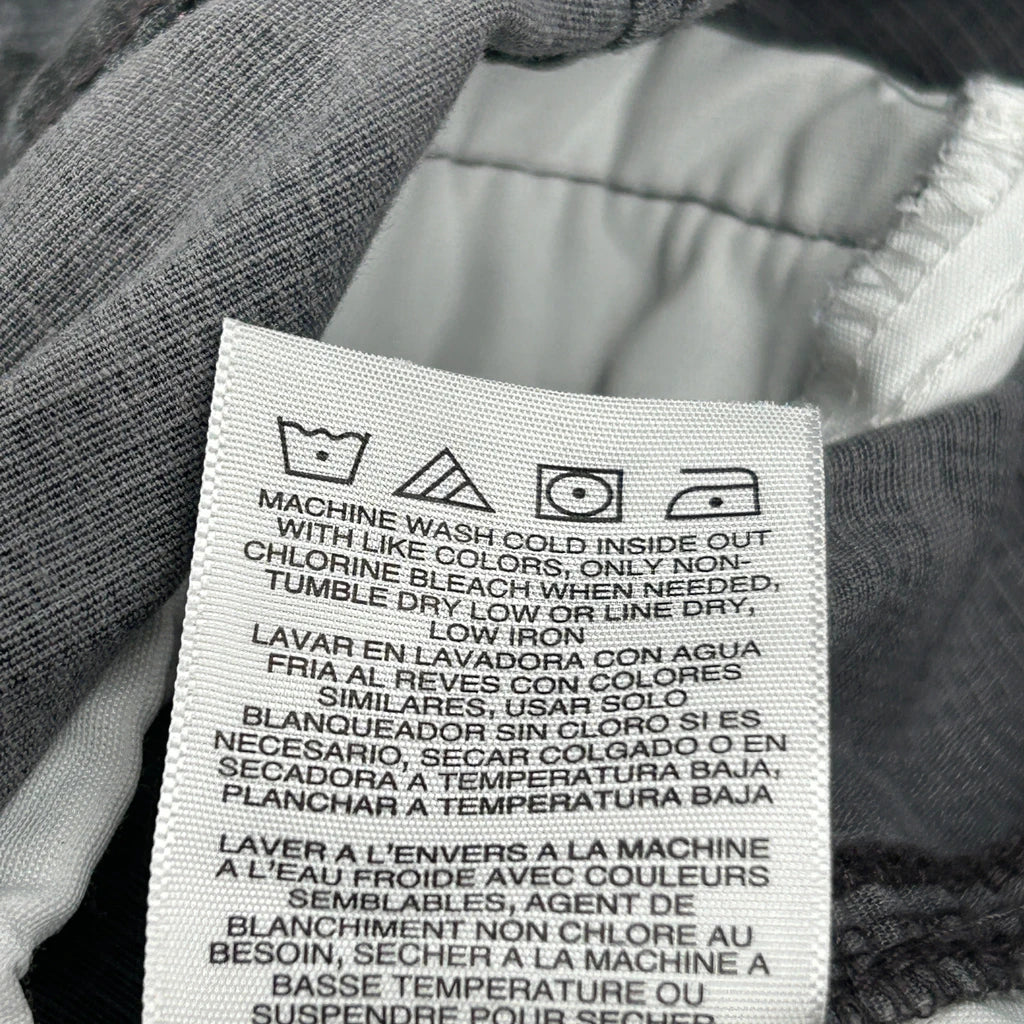 MACHINE WASH COLD INSIDE OUT
WITH LIKE COLORS, ONLY NON-
CHLORINE BLEACH WHEN NEEDED,
TUMBLE DRY LOW OR LINE DRY,
LOW IRON
LAVAR EN LAVADORA CON AGUA
FRIA AL REVES CON COLORES
SIMILARES, USAR SOLO
BLANQUEADOR SIN CLORO SI ES
NECESARIO, SECAR COLGADO O EN
SECADORA A TEMPERATURA BAJA,
PLANCHAR A TEMPERATURA BAJA
LAVER A L'ENVERS A LA MACHINE
A L'EAU FROIDE AVEC COULEURS
SEMBLABLES, AGENT DE
BLANCHIMENT NON CHLORE AU
BESOIN, SECHER A LA MACHINE A
BASSE TEMPERATURE OU
SUSPENDRE POUR SECHER